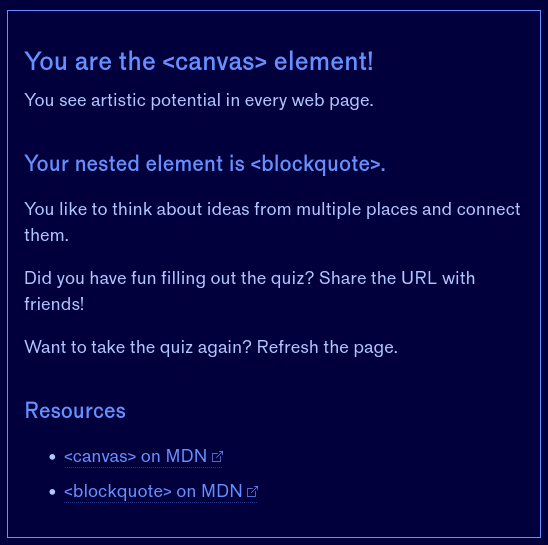 You are the <canvas> element!
You see artistic potential in every web page.
Your nested element is <blockquote>.
You like to think about ideas from multiple places and connect
them.
Did you have fun filling out the quiz? Share the URL with
friends!
Want to take the quiz again? Refresh the page.
Resources
<canvas> on MDN
<blockquote> on MDN